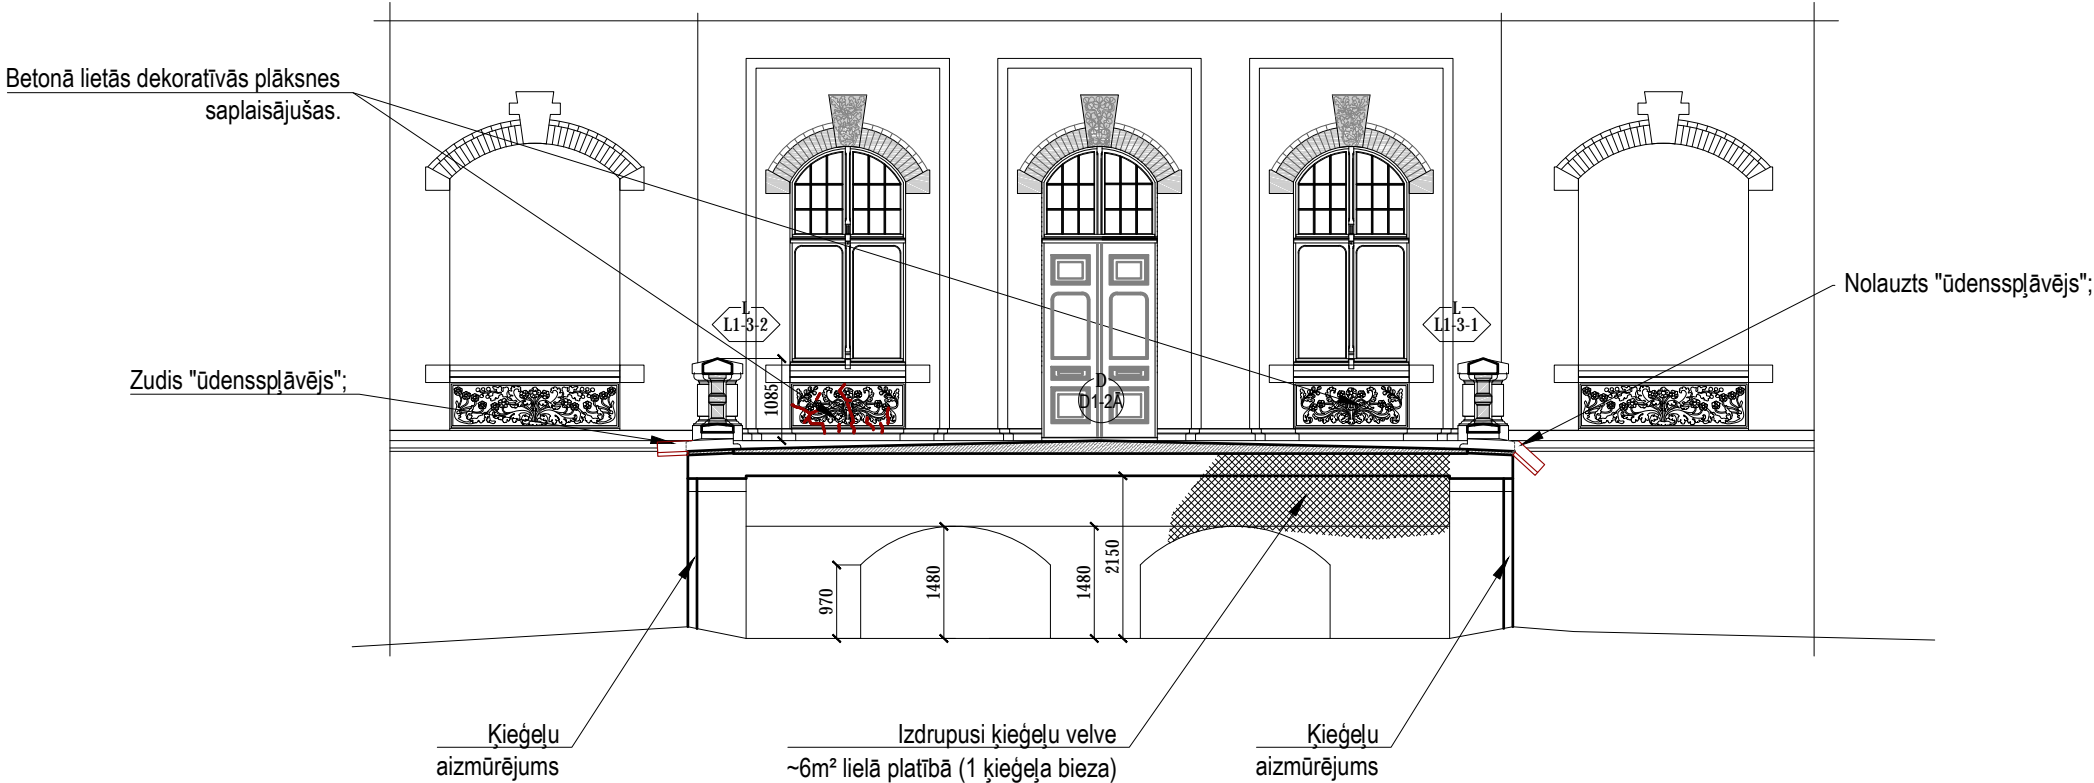 Betonā lietās dekoratīvās plāksnes
saplaisājušas.
Nolauzts "ūdensspļāvējs";
L
L1-3-2
L
L1-3-1
Zudis "ūdensspļāvējs";
1085
D
D1-2A
970
1480
1480
2150
Ķieģeļu
aizmūrējums
Izdrupusi ķieģeļu velve
~6m² lielā platībā (1 ķieģeļa bieza)
Ķieģeļu
aizmūrējums